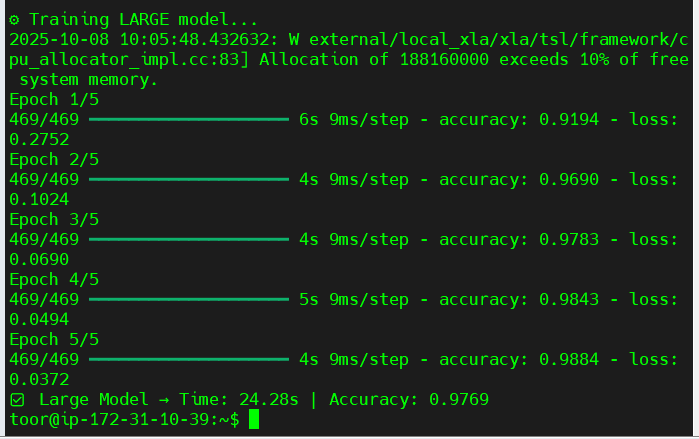 ⚙ Training LARGE model...
2025-10-08 10:05:48.432632: W external/local_xla/xla/tsl/framework/c
pu_allocator_impl.cc:83] Allocation of 188160000 exceeds 10% of free
 system memory.
Epoch 1/5
469/469 ━━━━━━━━━━━━━━━━━━━━ 6s 9ms/step - accuracy: 0.9194 - loss:
0.2752
Epoch 2/5
469/469 ━━━━━━━━━━━━━━━━━━━━ 4s 9ms/step - accuracy: 0.9690 - loss:
0.1024
Epoch 3/5
469/469 ━━━━━━━━━━━━━━━━━━━━ 4s 9ms/step - accuracy: 0.9783 - loss:
0.0690
Epoch 4/5
469/469 ━━━━━━━━━━━━━━━━━━━━ 5s 9ms/step - accuracy: 0.9843 - loss:
0.0494
Epoch 5/5
469/469 ━━━━━━━━━━━━━━━━━━━━ 4s 9ms/step - accuracy: 0.9884 - loss:
0.0372
☑ Large Model → Time: 24.28s | Accuracy: 0.9769
toor@ip-172-31-10-39:~$